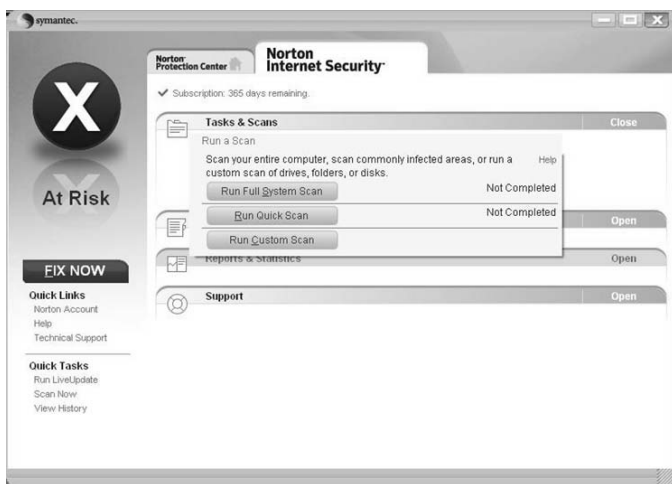 symantec.
Norton
Protection Center
Norton
Internet Security
Subscription: 365 days remaining.
X
At Risk
FIX NOW
Quick Links
Norton Account
Help
Technical Support
Quick Tasks
Run LiveUpdate
Scan Now
View History
Tasks & Scans Close
Run a Scan
Scan your entire computer, scan commonly infected areas, or run a Help
custom scan of drives, folders, or disks.
Run Full System Scan Not Completed
Run Quick Scan Not Completed
Run Custom Scan
Open
Reports & Statistics Open
Support Open